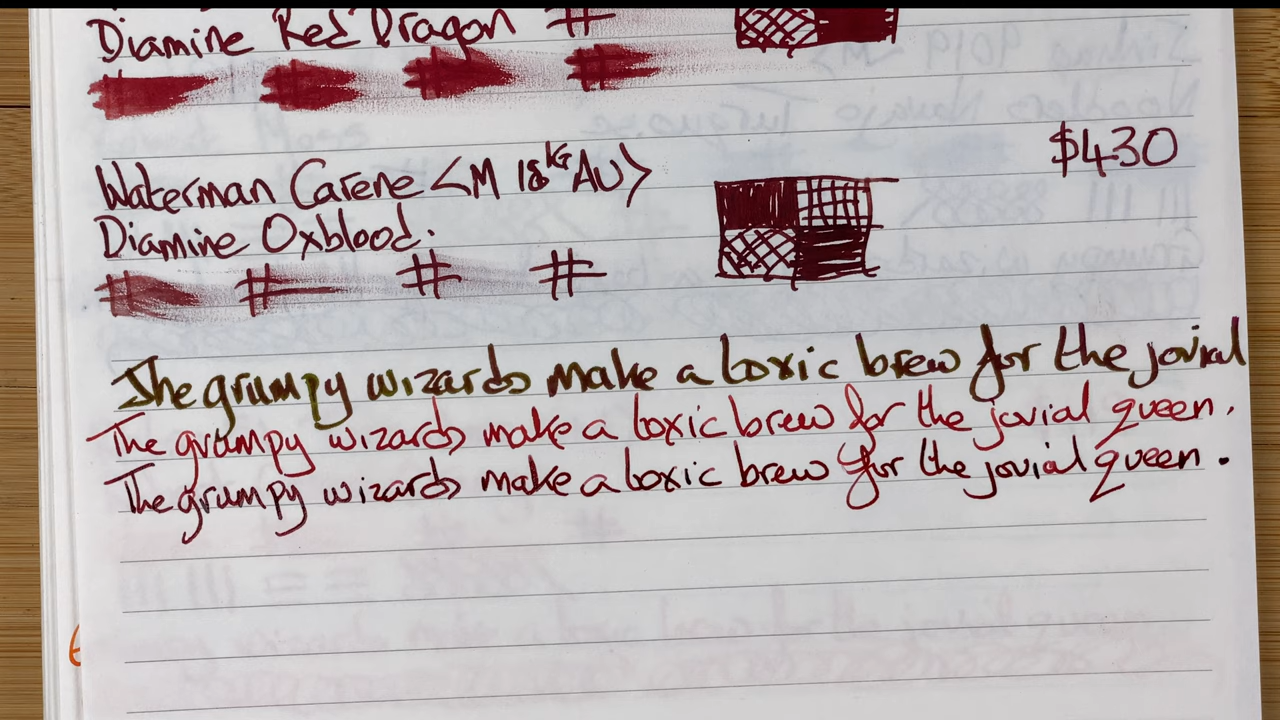 Diamine Red Dragon #
# # # #
Waterman Carene <M 18kt Au> $430
Diamine Oxblood.
# # # #
The grumpy wizards make a toxic brew for the jovial
The grumpy wizards make a toxic brew for the jovial queen.
The grumpy wizards make a toxic brew for the jovial queen.